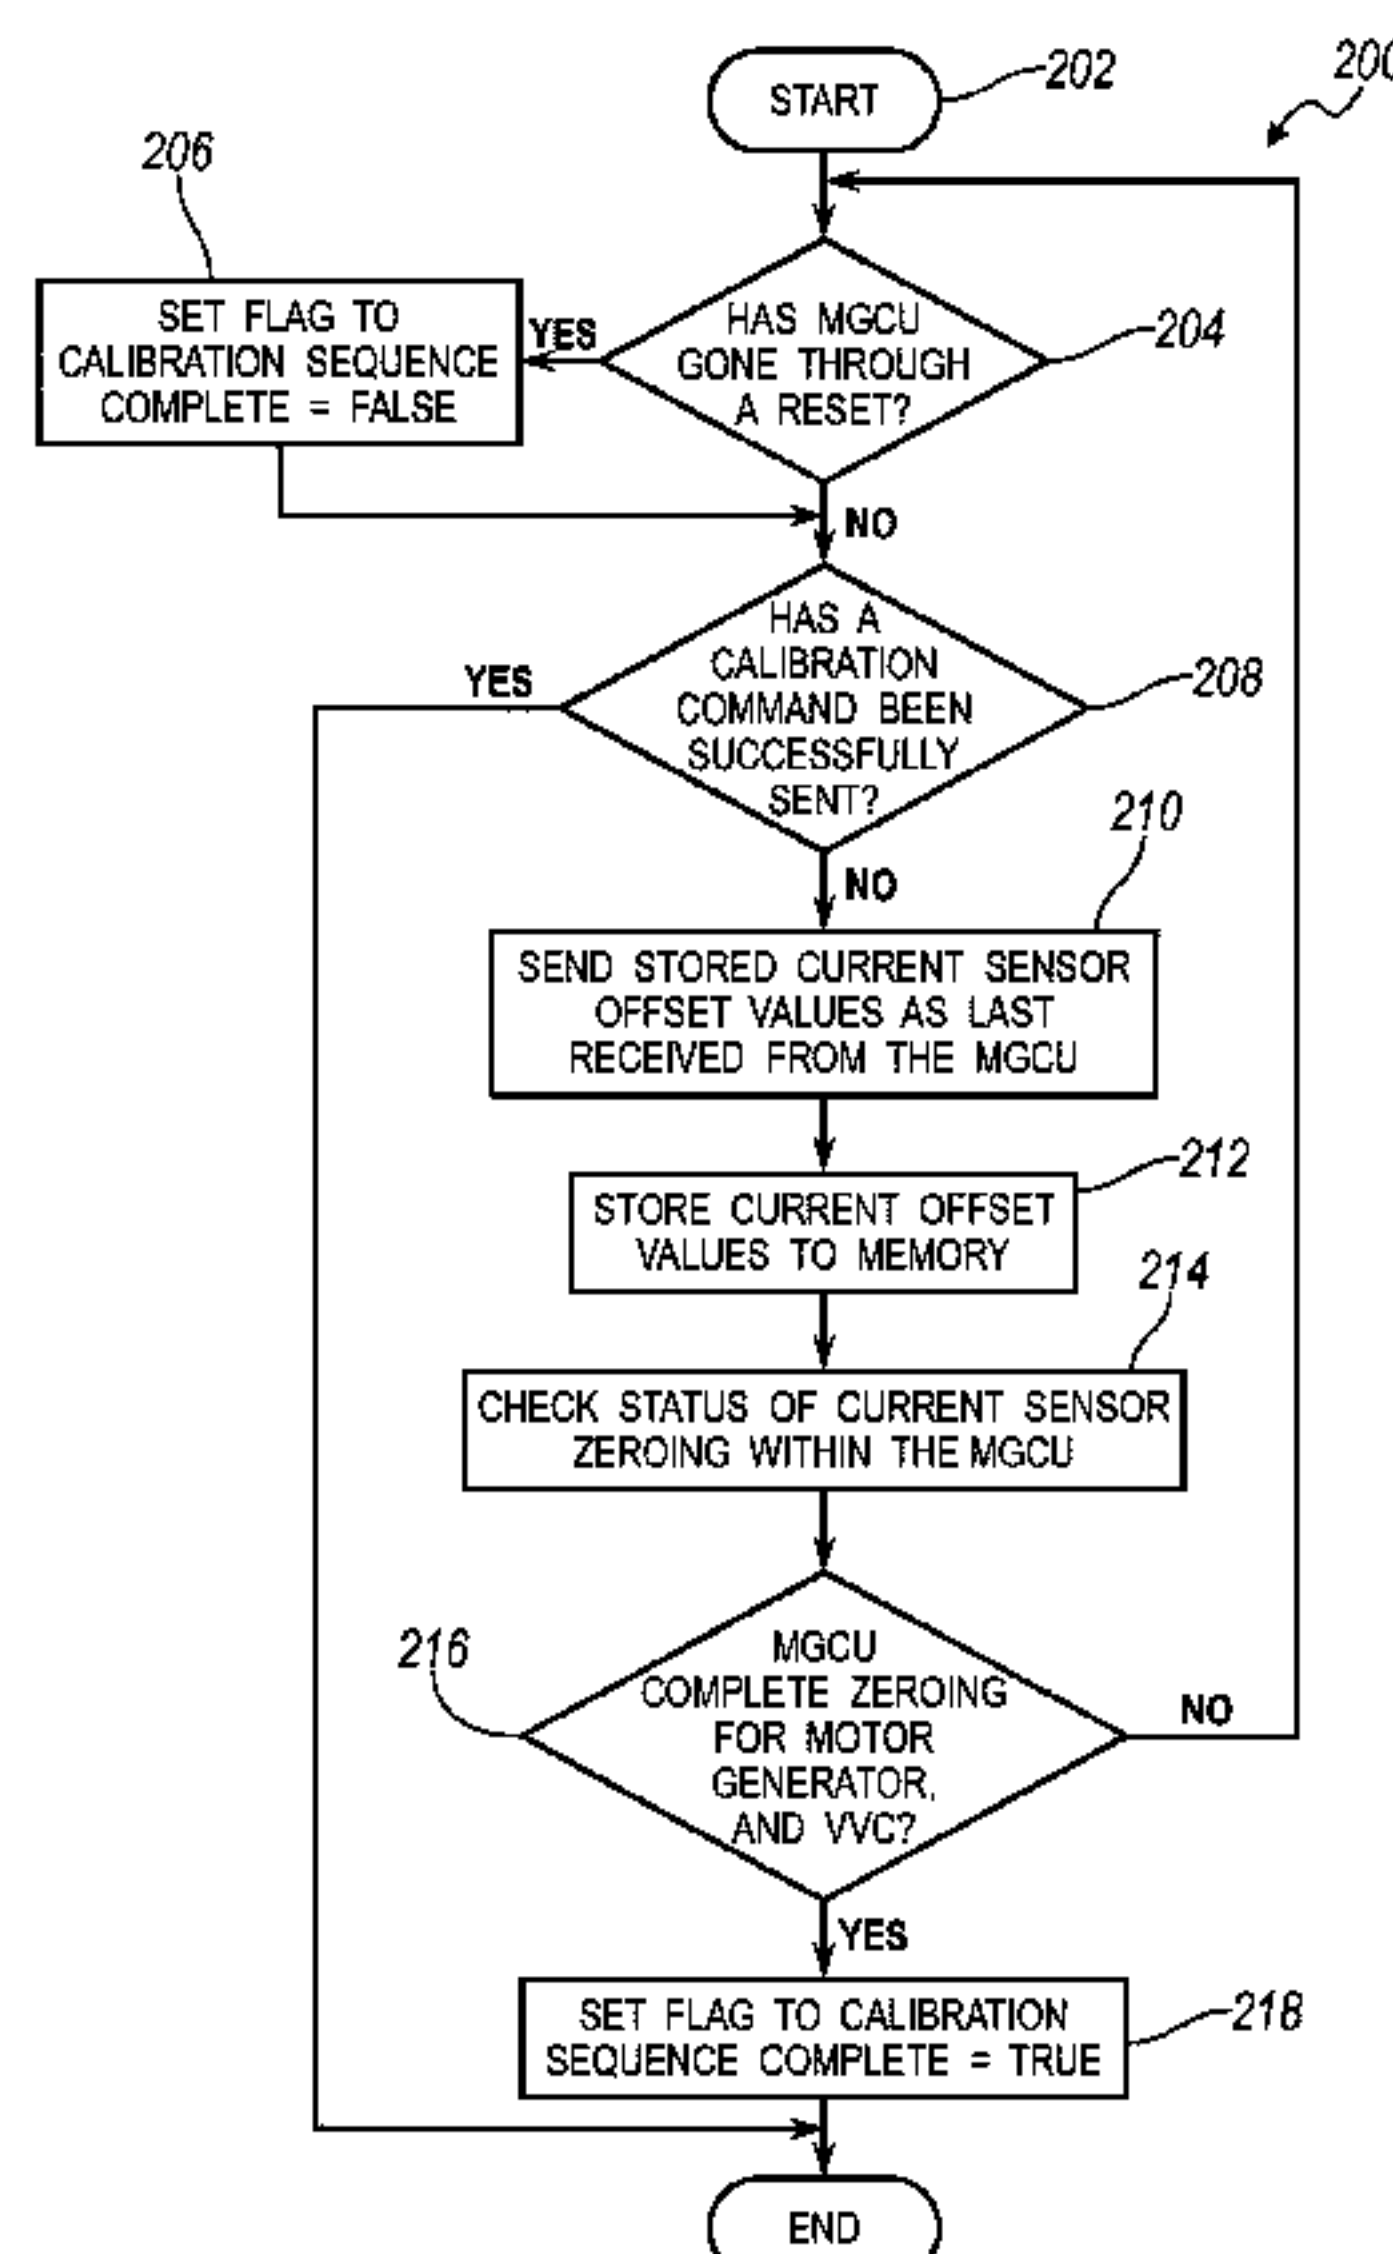 START
202
200
206
SET FLAG TO
CALIBRATION SEQUENCE
COMPLETE = FALSE
YES
HAS MGCU
GONE THROUGH
A RESET?
204
NO
HAS A
CALIBRATION
COMMAND BEEN
SUCCESSFULLY
SENT?
YES
208
NO
210
SEND STORED CURRENT SENSOR
OFFSET VALUES AS LAST
RECEIVED FROM THE MGCU
212
STORE CURRENT OFFSET
VALUES TO MEMORY
214
CHECK STATUS OF CURRENT SENSOR
ZEROING WITHIN THE MGCU
216
MGCU
COMPLETE ZEROING
FOR MOTOR
GENERATOR,
AND VVC?
NO
YES
SET FLAG TO CALIBRATION
SEQUENCE COMPLETE = TRUE
218
END